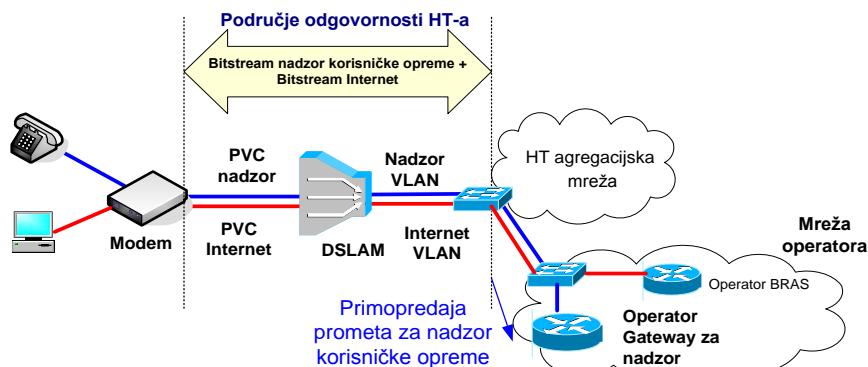 Područje odgovornosti HT-a
Bitstream nadzor korisničke opreme +
Bitstream Internet
PVC
nadzor
Nadzor
VLAN
HT agregacijska
mreža
Modem
PVC
Internet
DSLAM
Internet
VLAN
Mreža
operatora
Operator BRAS
Primopredaja
prometa za nadzor
korisničke opreme
Operator
Gateway za
nadzor